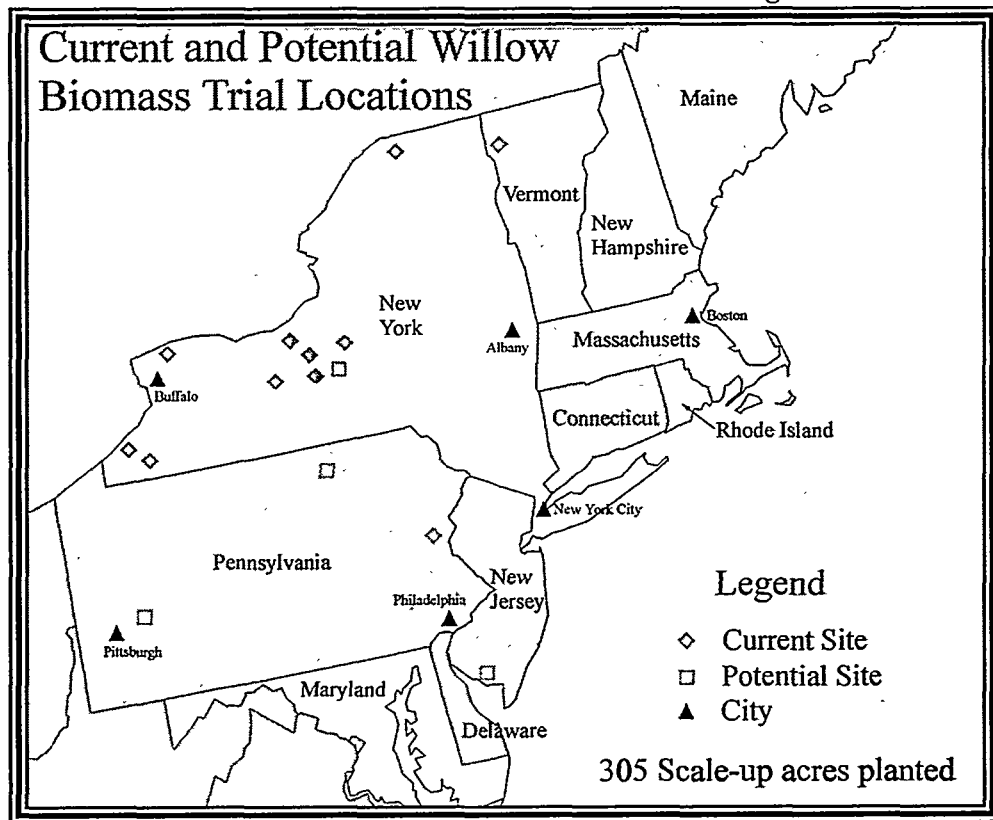 Current and Potential Willow
Biomass Trial Locations
Maine
Vermont
New
Hampshire
New
York
Albany
Boston
Massachusetts
Buffalo
Connecticut
Rhode Island
New York City
Pennsylvania
New
Jersey
Philadelphia
Pittsburgh
Maryland
Delaware
Legend
Current Site
Potential Site
City
305 Scale-up acres planted